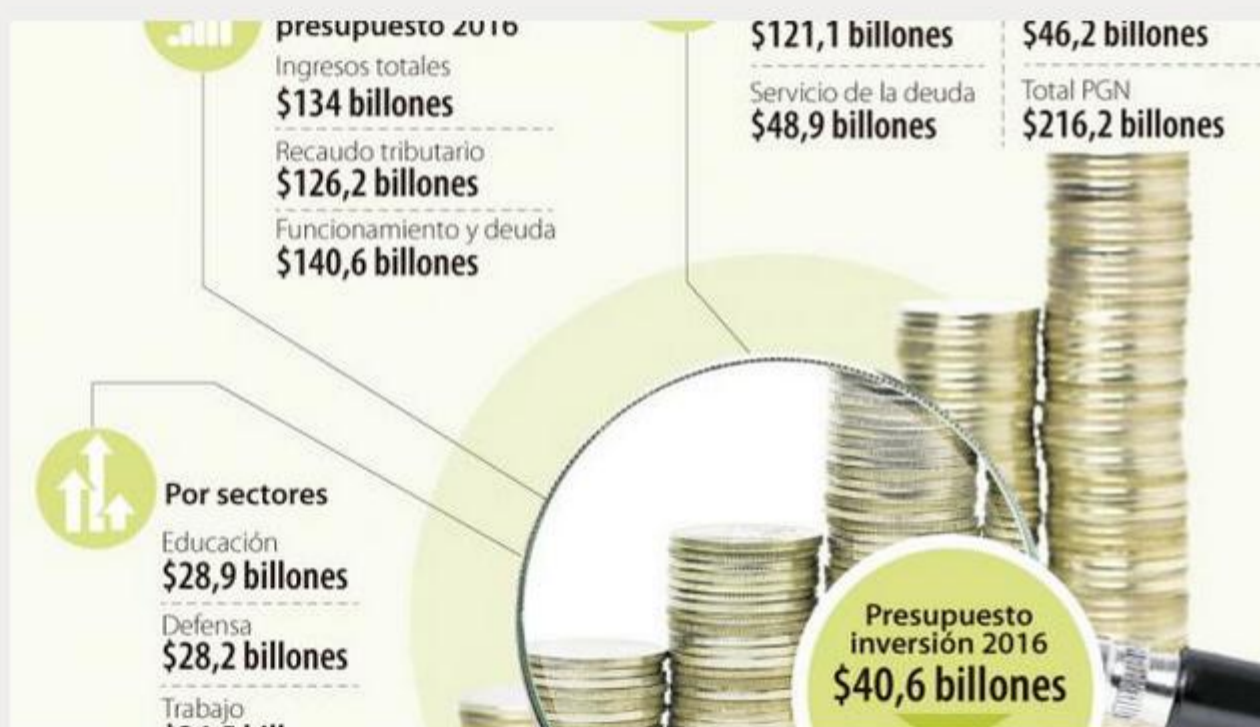 presupuesto 2016
Ingresos totales
$134 billones
Recaudo tributario
$126,2 billones
Funcionamiento y deuda
$140,6 billones
$121,1 billones
Servicio de la deuda
$48,9 billones
$46,2 billones
Total PGN
$216,2 billones
Por sectores
Educación
$28,9 billones
Defensa
$28,2 billones
Trabajo
Presupuesto
inversión 2016
$40,6 billones